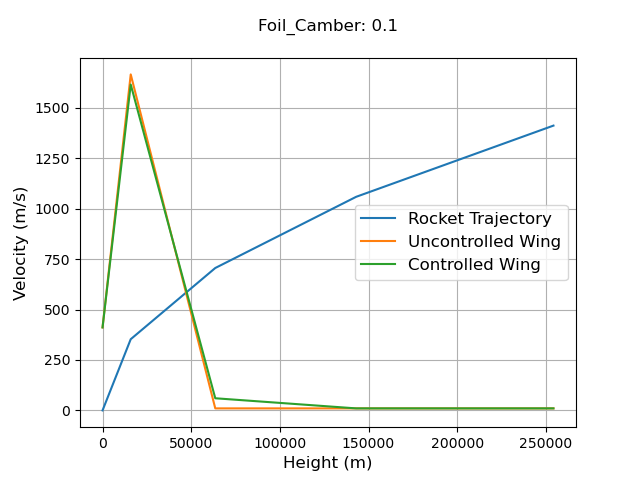 Foil_Camber: 0.1
1500
1250
1000
750
500
250
0
Velocity (m/s)
Rocket Trajectory
Uncontrolled Wing
Controlled Wing
0 50000 100000 150000 200000 250000
Height (m)